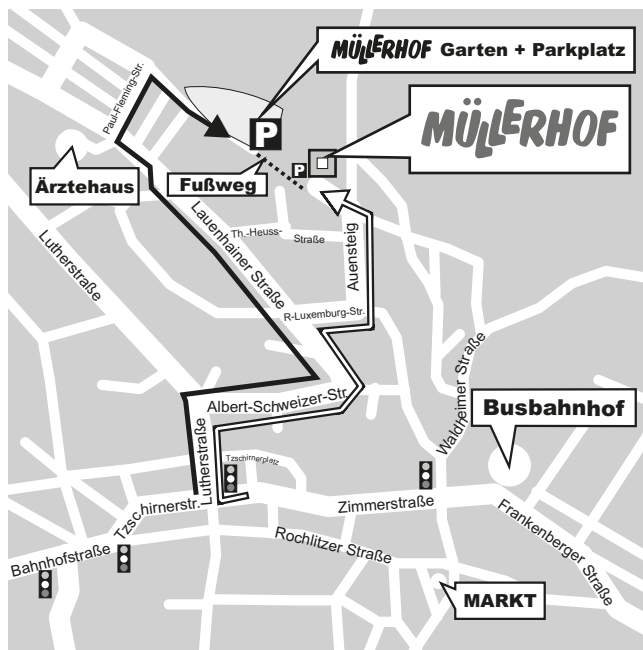 MÜLLERHOF Garten + Parkplatz
Paul-Fleming-Str.
P
MÜLLERHOF
P
Ärztehaus
Fußweg
Lauenhainer Straße
Th.-Heuss-
Straße
Auensteig
Lutherstraße
R-Luxemburg-Str.
Waldheimer Straße
Albert-Schweizer-Str.
Busbahnhof
Lutherstraße
Tzschirnerplatz
Tzschirnerstr.
Zimmerstraße
Frankenberger Straße
Rochlitzer Straße
Bahnhofstraße
MARKT